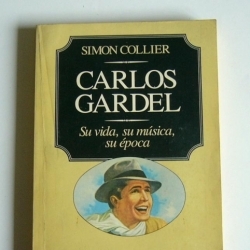 SIMON COLLIER
CARLOS
GARDEL
Su vida, su música,
su época